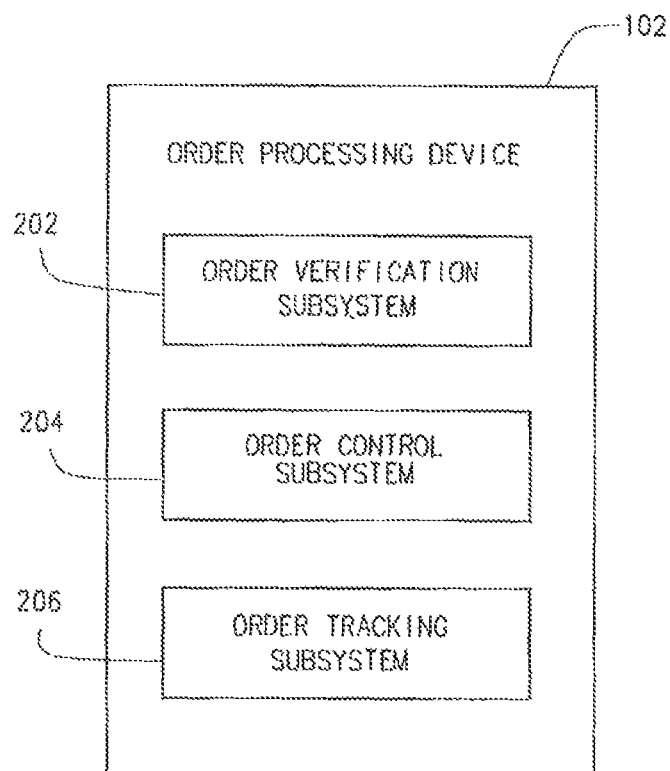 102
ORDER PROCESSING DEVICE
202
ORDER VERIFICATION
SUBSYSTEM
204
ORDER CONTROL
SUBSYSTEM
206
ORDER TRACKING
SUBSYSTEM